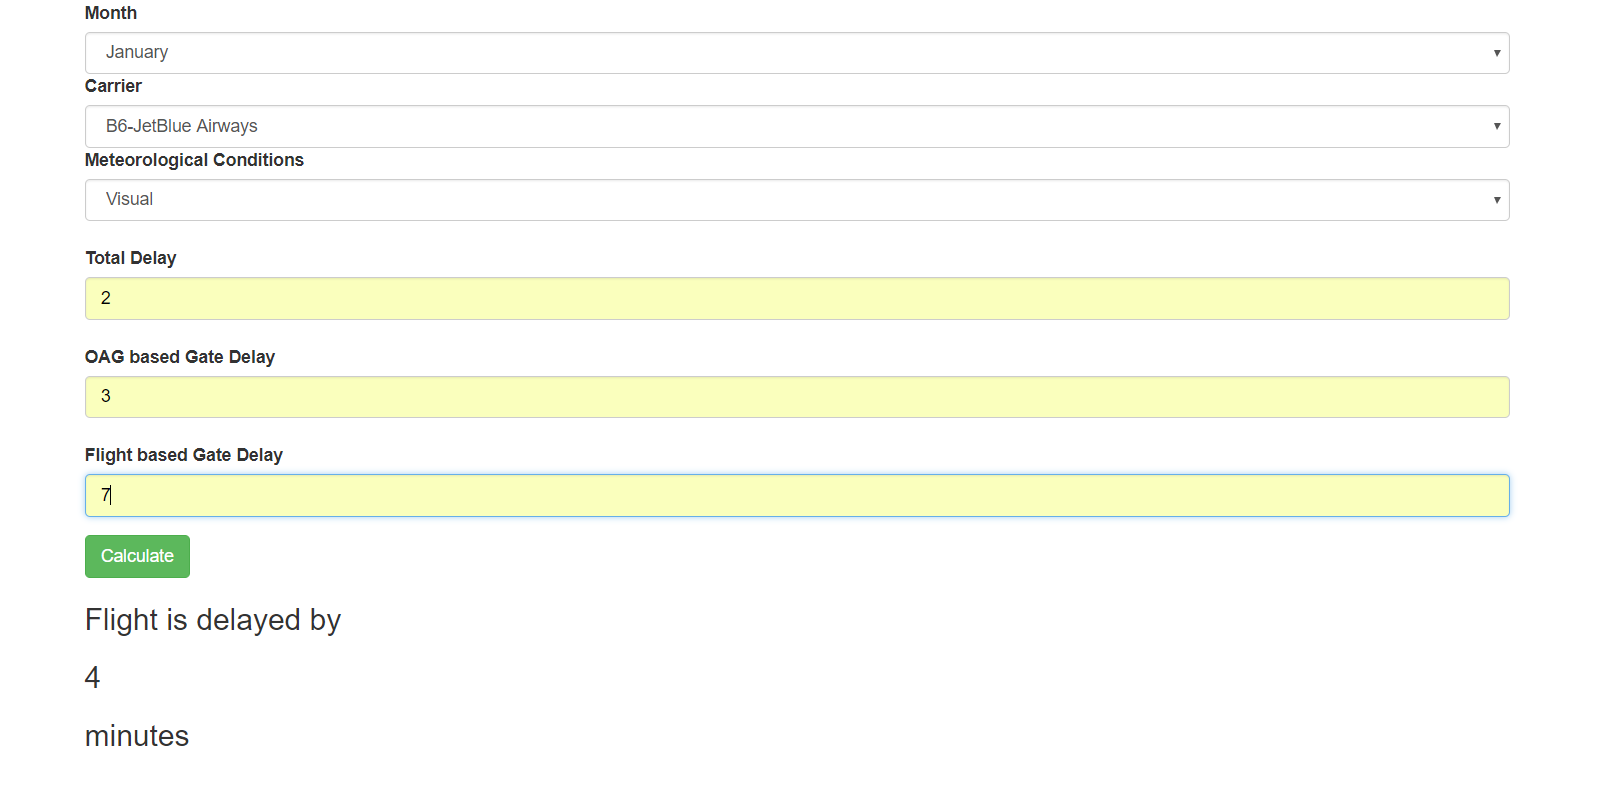 Month
January
Carrier
B6-JetBlue Airways
Meteorological Conditions
Visual
Total Delay
2
OAG based Gate Delay
3
Flight based Gate Delay
7
Calculate
Flight is delayed by
4
minutes